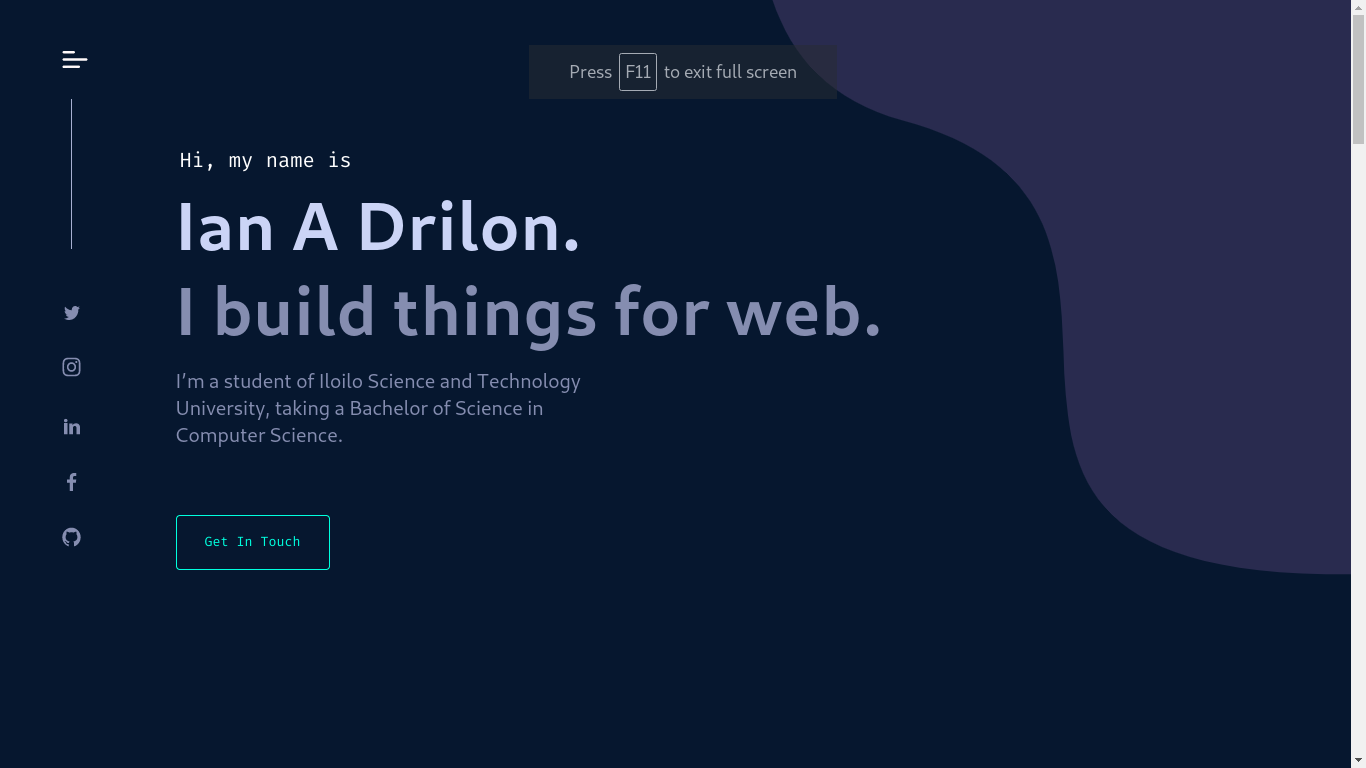 Press F11 to exit full screen
Hi, my name is
Ian A Drilon.
I build things for web.
I'm a student of Iloilo Science and Technology
University, taking a Bachelor of Science in
Computer Science.
Get In Touch